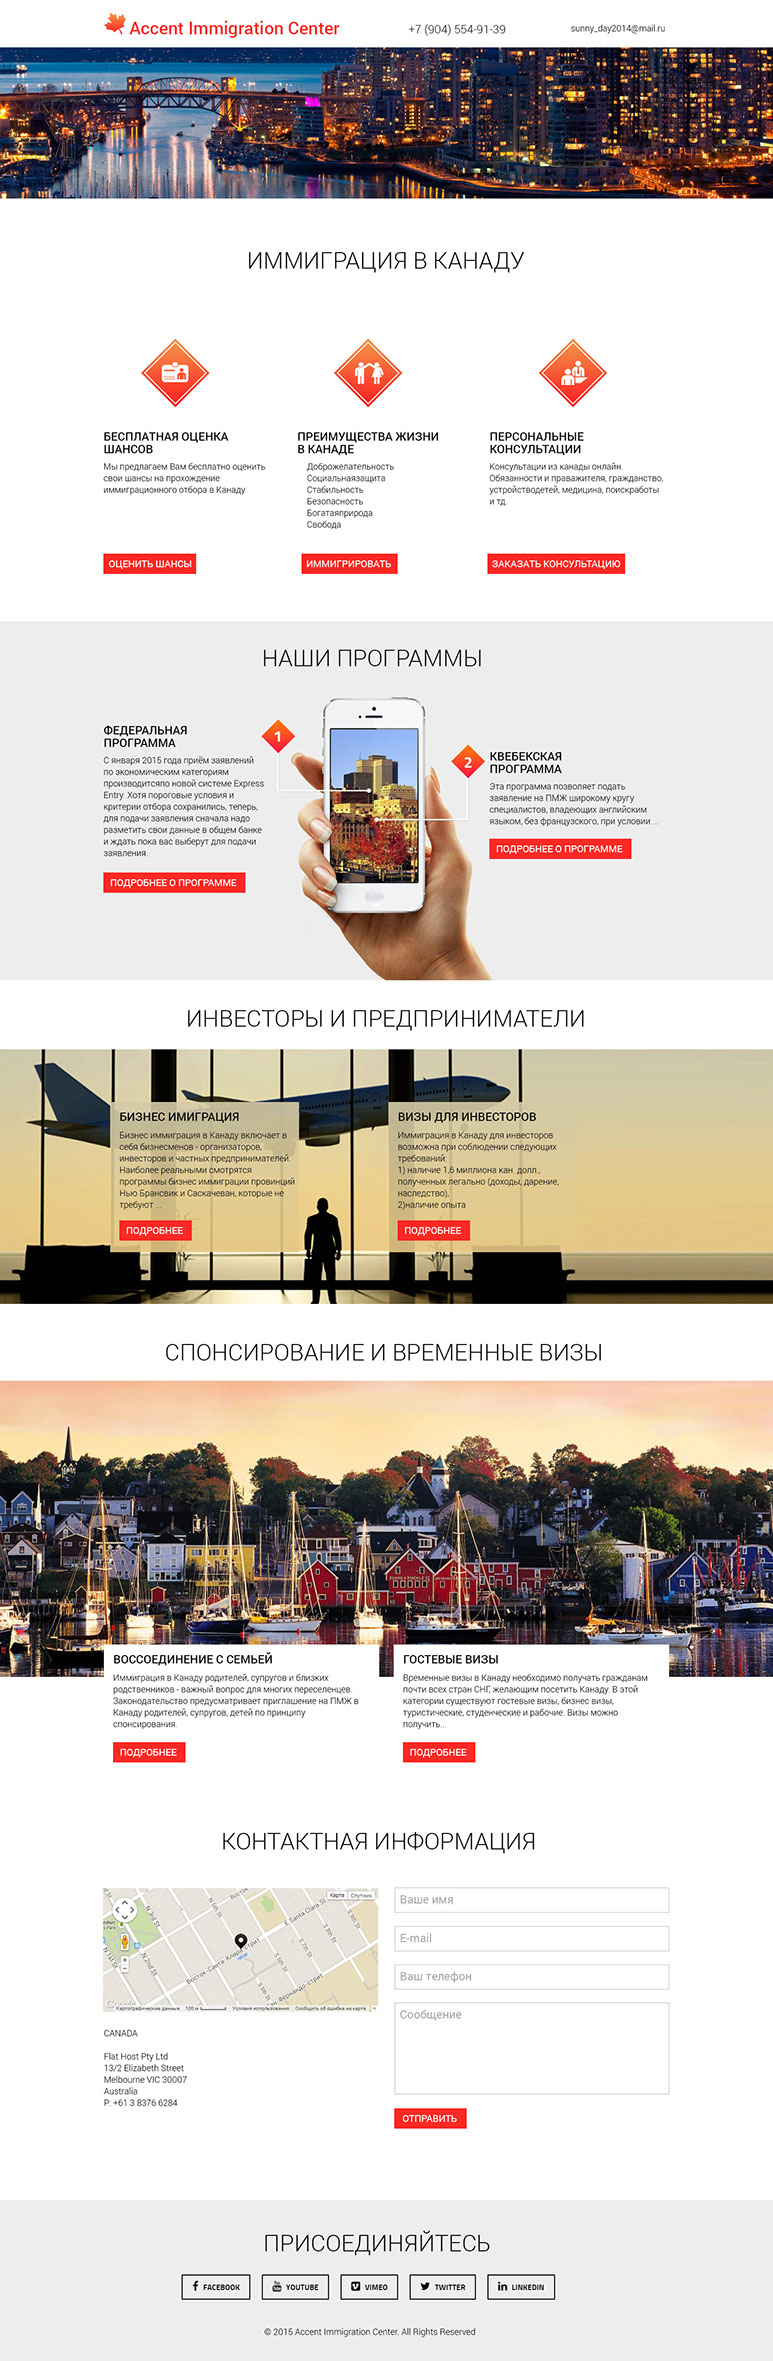 Accent Immigration Center
+7 (904) 554-91-39
sunny_day2014@mail.ru
ИММИГРАЦИЯ В КАНАДУ
БЕСПЛАТНАЯ ОЦЕНКА
ШАНСОВ
Мы предлагаем Вам бесплатно оценить
свои шансы на прохождение
иммиграционного отбора в Канаду
ОЦЕНИТЬ ШАНСЫ
ПРЕИМУЩЕСТВА ЖИЗНИ
В КАНАДЕ
Доброжелательность
Социальнаязащита
Стабильность
Безопасность
Богатаяприрода
Свобода
ИММИГРИРОВАТЬ
ПЕРСОНАЛЬНЫЕ
КОНСУЛЬТАЦИИ
Консультации из канады онлайн.
Обязанности и праважителя, гражданство,
устройстводетей, медицина, поискработы
и тд.
ЗАКАЗАТЬ КОНСУЛЬТАЦИЮ
НАШИ ПРОГРАММЫ
ФЕДЕРАЛЬНАЯ
ПРОГРАММА
С января 2015 года приём заявлений
по экономическим категориям
производитсяпо новой системе Express
Entry. Хотя пороговые условия и
критерии отбора сохранились, теперь,
для подачи заявления сначала надо
разметить свои данные в общем банке
и ждать пока вас выберут для подачи
заявления.
ПОДРОБНЕЕ О ПРОГРАММЕ
1
2
КВЕБЕКСКАЯ
ПРОГРАММА
Эта программа позволяет подать
заявление на ПМЖ широкому кругу
специалистов, владеющих английским
языком, без французского, при условии ...
ПОДРОБНЕЕ О ПРОГРАММЕ
ИНВЕСТОРЫ И ПРЕДПРИНИМАТЕЛИ
БИЗНЕС ИМИГРАЦИЯ
Бизнес иммиграция в Канаду включает в
себя бизнесменов - организаторов,
инвесторов и частных предпринимателей.
Наиболее реальными смотрятся
программы бизнес иммиграции провинций
Нью Брансвик и Саскачеван, которые не
требуют ...
ПОДРОБНЕЕ
ВИЗЫ ДЛЯ ИНВЕСТОРОВ
Иммиграция в Канаду для инвесторов
возможна при соблюдении следующих
требований:
1) наличие 1,6 миллиона кан. долл.,
полученных легально (доходы, дарение,
наследство),
2)наличие опыта
ПОДРОБНЕЕ
СПОНСИРОВАНИЕ И ВРЕМЕННЫЕ ВИЗЫ
ВОССОЕДИНЕНИЕ С СЕМЬЕЙ
Иммиграция в Канаду родителей, супругов и близких
родственников - важный вопрос для многих переселенцев.
Законодательство предусматривает приглашение на ПМЖ в
Канаду родителей, супругов, детей по принципу
спонсирования.
ПОДРОБНЕЕ
ГОСТЕВЫЕ ВИЗЫ
Временные визы в Канаду необходимо получать гражданам
почти всех стран СНГ, желающим посетить Канаду. В этой
категории существуют гостевые визы, бизнес визы,
туристические, студенческие и рабочие. Визы можно
получить...
ПОДРОБНЕЕ
КОНТАКТНАЯ ИНФОРМАЦИЯ
Карта Спутник
N 3rd St
E Santa Clara St
Восток-Санта Клара-стрит
Картографические данные 100 м Условия использования Сообщить об ошибке на карте
CANADA
Flat Host Pty Ltd
13/2 Elizabeth Street
Melbourne VIC 30007
Australia
P: +61 3 8376 6284
Ваше имя
E-mail
Ваш телефон
Сообщение
ОТПРАВИТЬ
ПРИСОЕДИНЯЙТЕСЬ
FACEBOOK
YOUTUBE
VIMEO
TWITTER
LINKEDIN
© 2015 Accent Immigration Center. All Rights Reserved